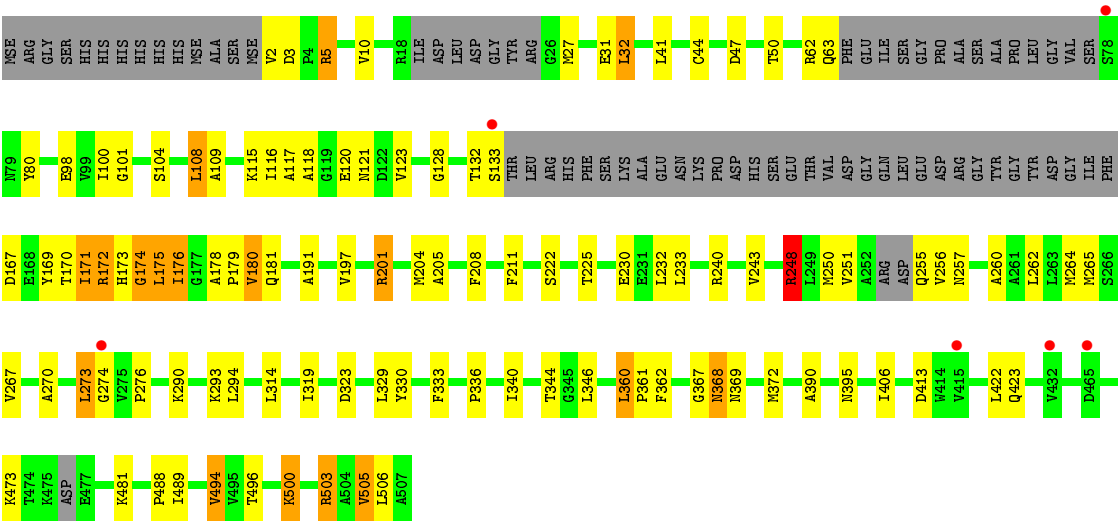 MSE ARG GLY SER HIS HIS HIS HIS HIS HIS MSE ALA SER MSE V2 D3 P4 R5 V10 R18 ILE ASP LEU ASP GLY TYR ARG G26 M27 E31 L32 L41 C44 D47 T50 R62 Q63 PHE GLU ILE SER GLY PRO ALA SER ALA PRO LEU GLY VAL SER S78
N79 Y80 E98 V99 I100 G101 S104 L108 A109 K115 I116 A117 A118 G119 E120 N121 D122 V123 G128 T132 S133 THR LEU ARG HIS PHE SER LYS ALA GLU ASN LYS PRO ASP HIS SER GLU THR VAL ASP GLY GLN LEU GLU ASP ARG GLY TYR GLY TYR ASP GLY ILE PHE
D167 E168 Y169 T170 I171 R172 H173 G174 L175 I176 G177 A178 P179 V180 Q181 A191 V197 R201 M204 A205 F208 F211 S222 T225 E230 E231 L232 L233 R240 V243 R248 L249 M250 V251 A252 ARG ASP Q255 V256 N257 A260 A261 L262 L263 M264 M265 S266
V267 A270 L273 G274 V275 P276 K290 K293 L294 L314 I319 D323 L329 Y330 F333 P336 I340 T344 G345 L346 L360 P361 F362 G367 N368 N369 M372 A390 N395 I406 D413 W414 V415 L422 Q423 V432 D465
K473 T474 K475 ASP E477 K481 P488 I489 V494 V495 T496 K500 R503 A504 V505 L506 A507